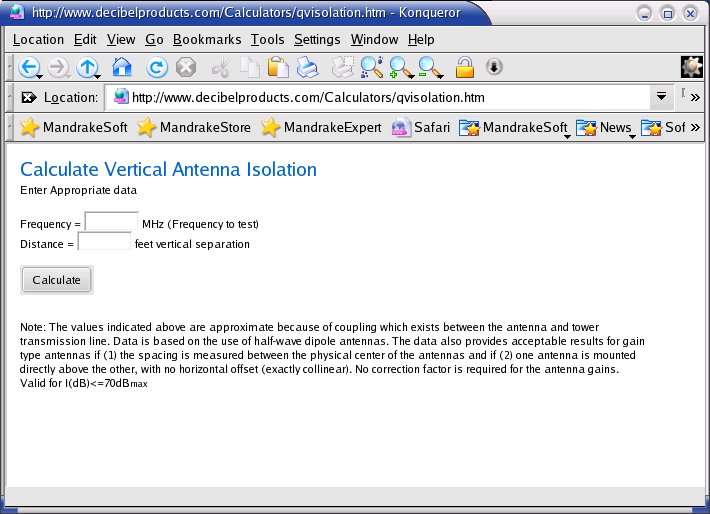 http://www.decibelproducts.com/Calculators/qvisolation.htm - Konqueror
Location Edit View Go Bookmarks Tools Settings Window Help
Location: http://www.decibelproducts.com/Calculators/qvisolation.htm »
MandrakeSoft MandrakeStore MandrakeExpert Safari MandrakeSoft News Sof »
Calculate Vertical Antenna Isolation
Enter Appropriate data
Frequency = MHz (Frequency to test)
Distance = feet vertical separation
Calculate
Note: The values indicated above are approximate because of coupling which exists between the antenna and tower
transmission line. Data is based on the use of half-wave dipole antennas. The data also provides acceptable results for gain
type antennas if (1) the spacing is measured between the physical center of the antennas and if (2) one antenna is mounted
directly above the other, with no horizontal offset (exactly collinear). No correction factor is required for the antenna gains.
Valid for I(dB)<=70dBmax